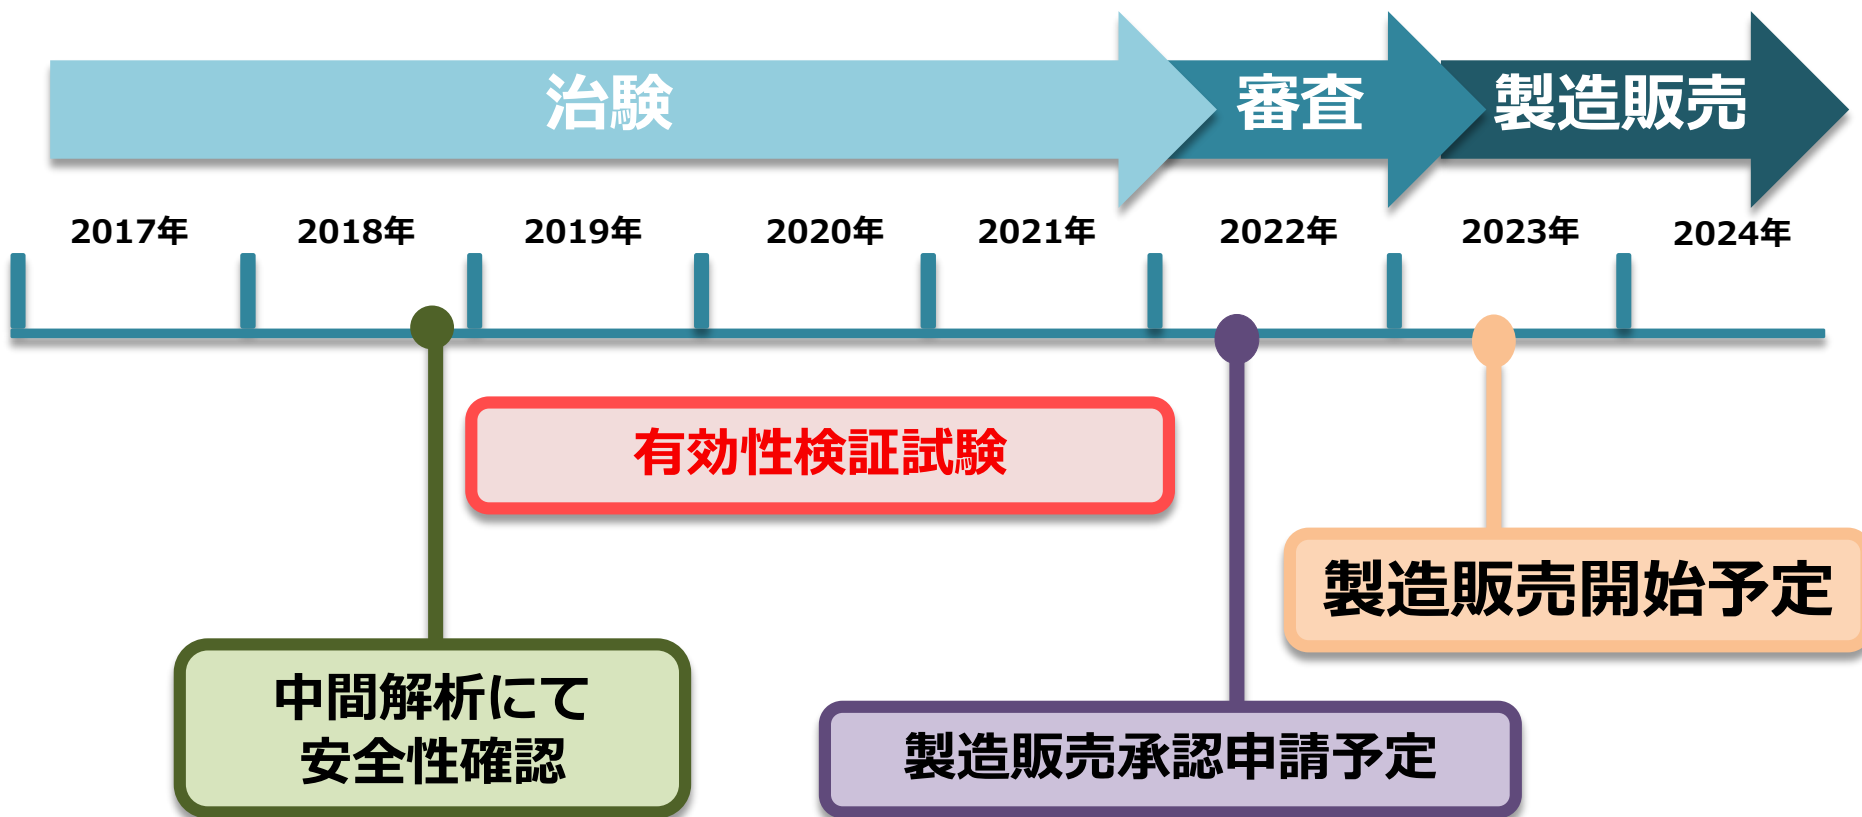 治験
審査
製造販売
2017年
2018年
2019年
2020年
2021年
2022年
2023年
2024年
有効性検証試験
製造販売開始予定
中間解析にて
安全性確認
製造販売承認申請予定